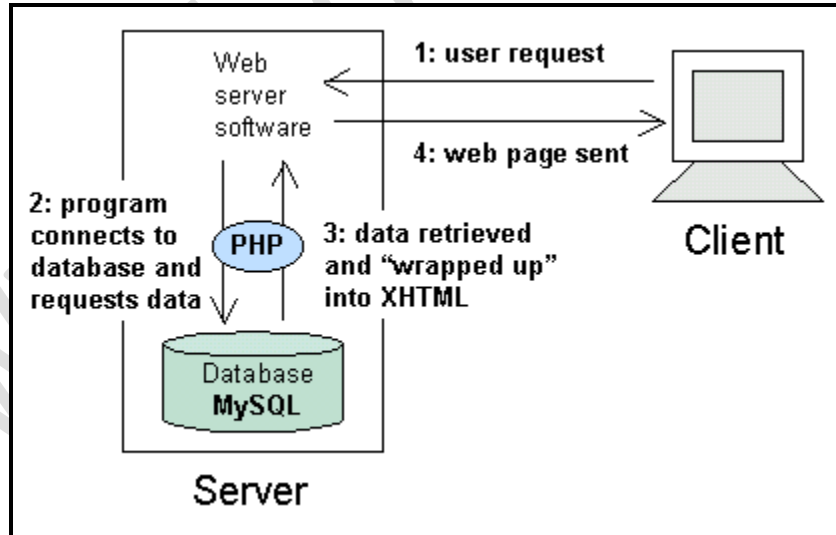 Web
server
software
1: user request
4: web page sent
2: program
connects to
database and
requests data
PHP
3: data retrieved
and “wrapped up”
into XHTML
Database
MySQL
Server
Client